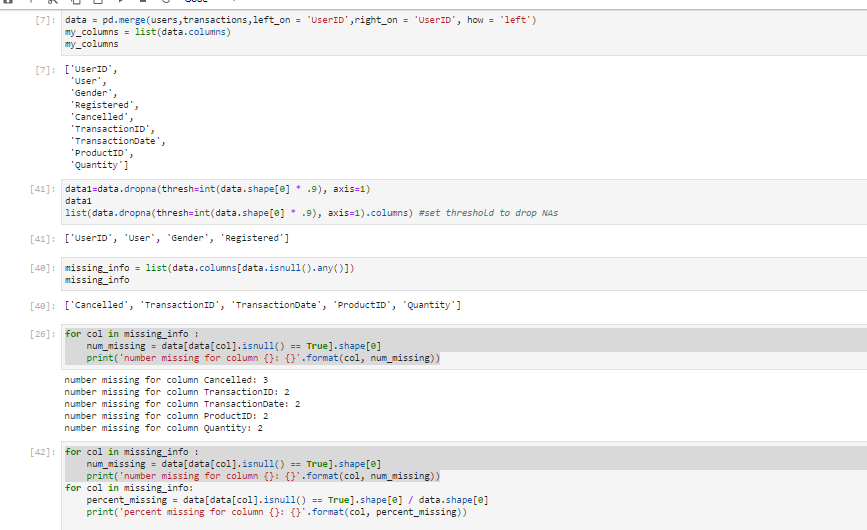 [7]: data = pd.merge(users,transactions,left_on = 'UserID',right_on = 'UserID', how = 'left')
my_columns = list(data.columns)
my_columns
[7]: ['UserID',
'User',
'Gender',
'Registered',
'Cancelled',
'TransactionID',
'TransactionDate',
'ProductID',
'Quantity']
[41]: data1=data.dropna(thresh=int(data.shape[0] * .9), axis=1)
data1
list(data.dropna(thresh=int(data.shape[0] * .9), axis=1).columns) #set threshold to drop NAs
[41]: ['UserID', 'User', 'Gender', 'Registered']
[40]: missing_info = list(data.columns[data.isnull().any()])
missing_info
[40]: ['Cancelled', 'TransactionID', 'TransactionDate', 'ProductID', 'Quantity']
[26]: for col in missing_info :
num_missing = data[data[col].isnull() == True].shape[0]
print('number missing for column {}: {}'.format(col, num_missing))
number missing for column Cancelled: 3
number missing for column TransactionID: 2
number missing for column TransactionDate: 2
number missing for column ProductID: 2
number missing for column Quantity: 2
[42]: for col in missing_info :
num_missing = data[data[col].isnull() == True].shape[0]
print('number missing for column {}: {}'.format(col, num_missing))
for col in missing_info:
percent_missing = data[data[col].isnull() == True].shape[0] / data.shape[0]
print('percent missing for column {}: {}'.format(col, percent_missing))